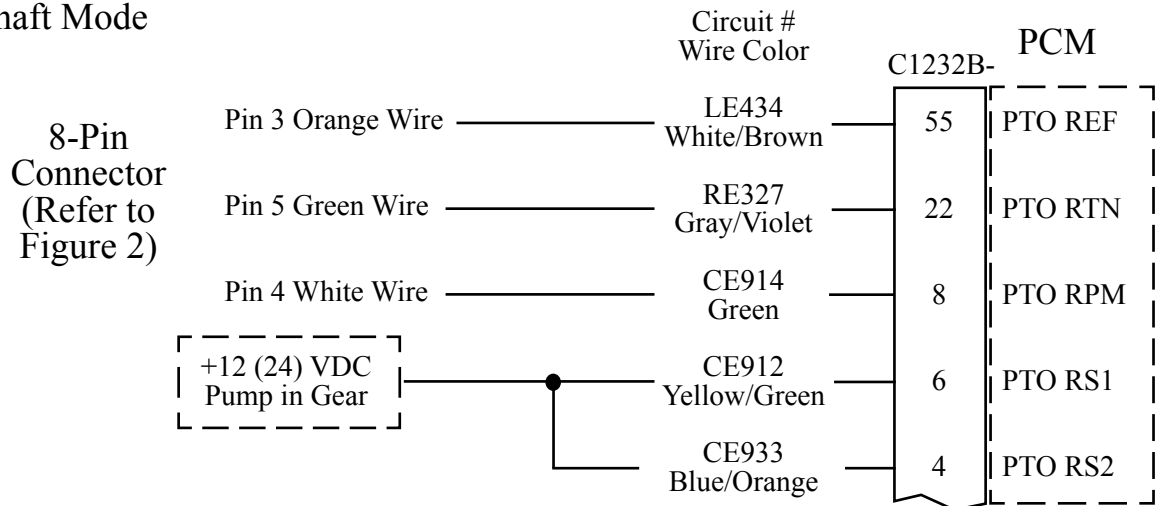 Mode
Circuit #
Wire Color
PCM
C1232B-
8-Pin
Connector
(Refer to
Figure 2)
Pin 3 Orange Wire
LE434
White/Brown
55
PTO REF
Pin 5 Green Wire
RE327
Gray/Violet
22
PTO RTN
Pin 4 White Wire
CE914
Green
8
PTO RPM
+12 (24) VDC
Pump in Gear
CE912
Yellow/Green
6
PTO RS1
CE933
Blue/Orange
4
PTO RS2